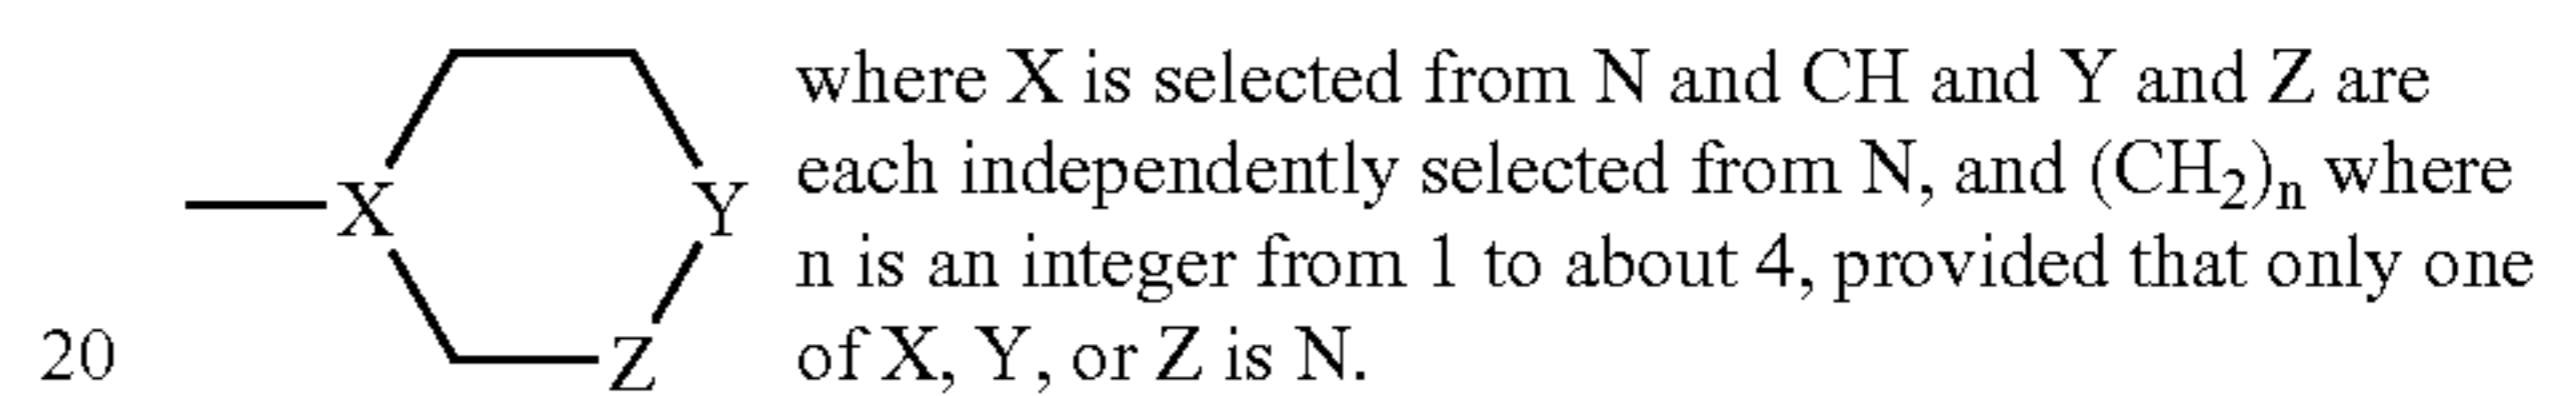 where X is selected from N and CH and Y and Z are
X
Y
each independently selected from N, and (CH₂)ₙ where
n is an integer from 1 to about 4, provided that only one
20
Z
of X, Y, or Z is N.